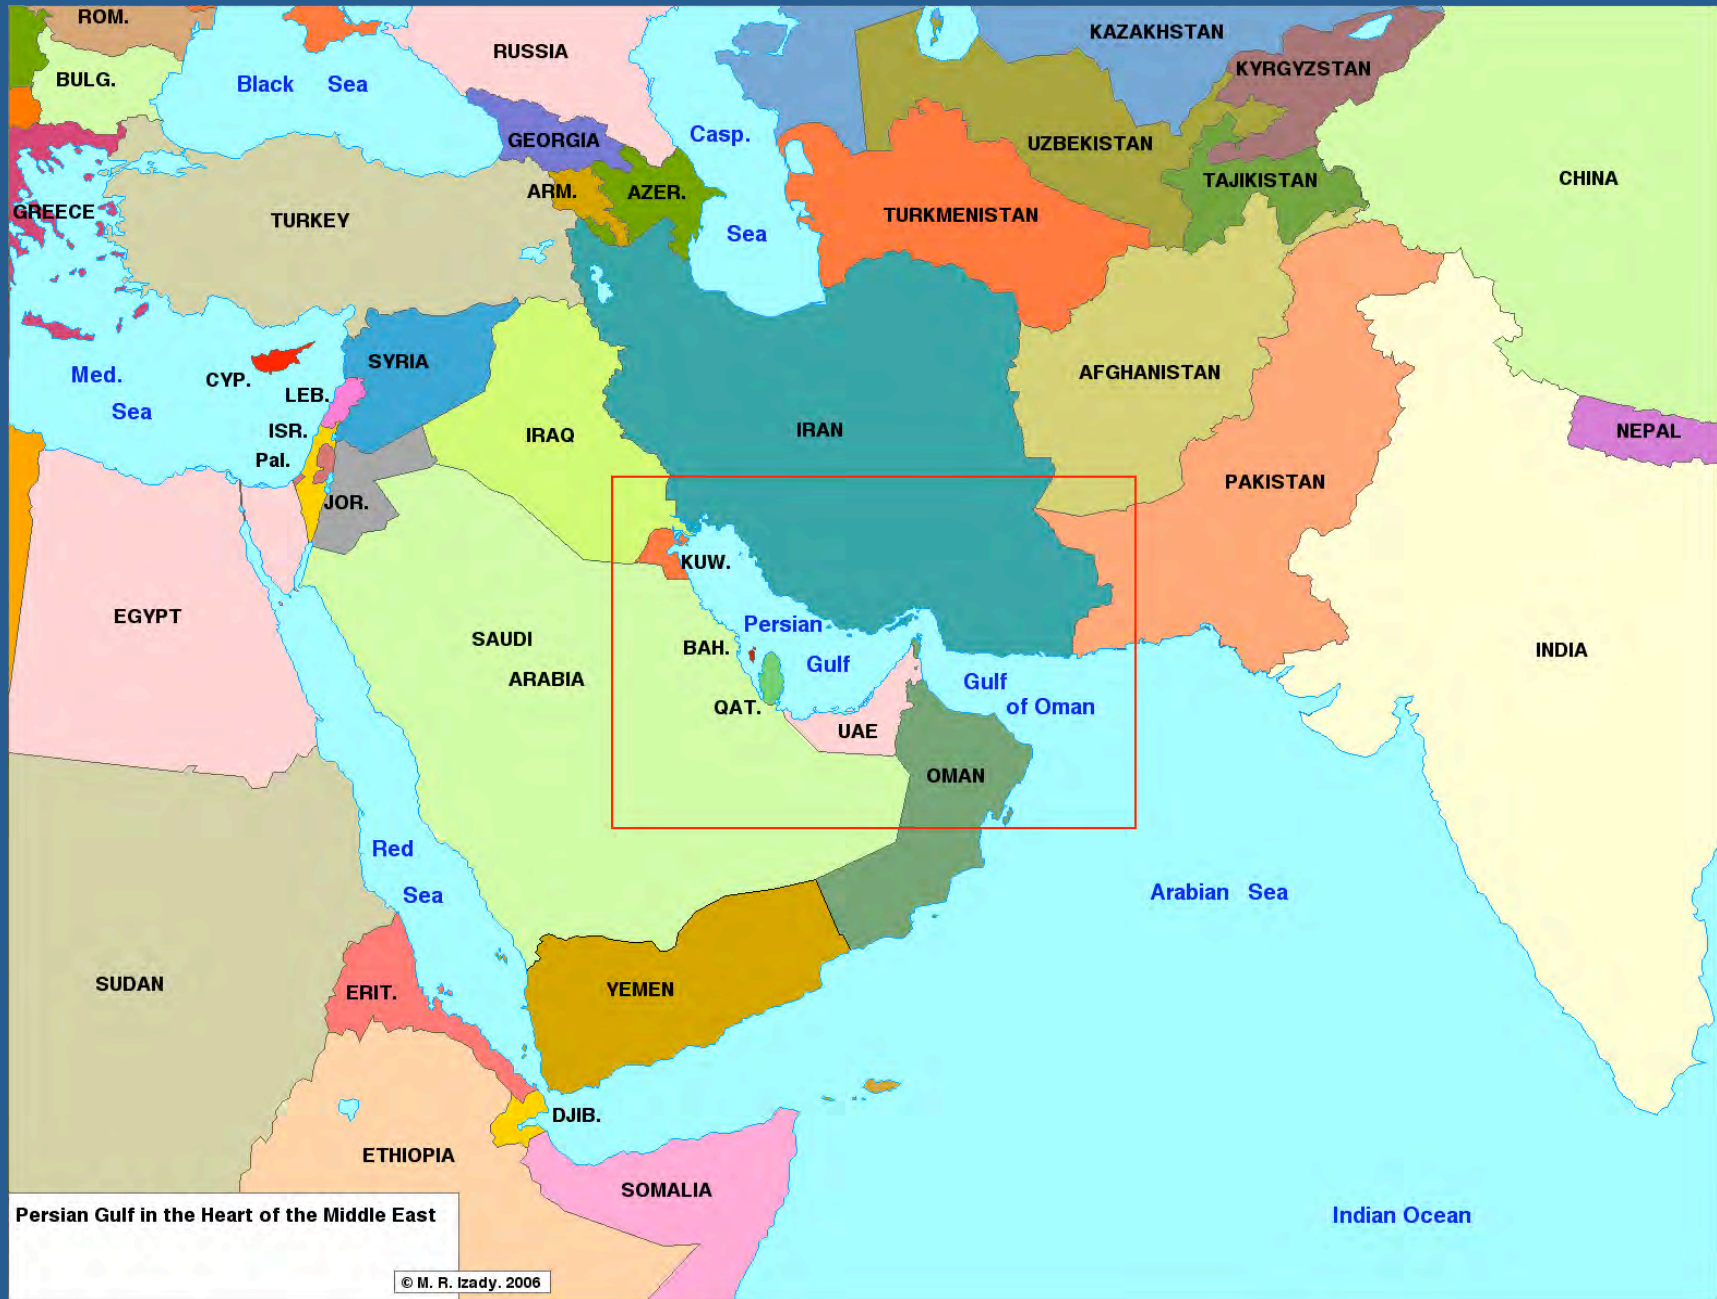 ROM.
RUSSIA
KAZAKHSTAN
BULG.
Black Sea
KYRGYZSTAN
GEORGIA
Casp.
UZBEKISTAN
ARM.
AZER.
TAJIKISTAN
CHINA
GREECE
TURKEY
TURKMENISTAN
Sea
SYRIA
Med.
CYP.
AFGHANISTAN
LEB.
Sea
ISR.
IRAQ
IRAN
NEPAL
Pal.
PAKISTAN
JOR.
KUW.
EGYPT
Persian
SAUDI
BAH.
INDIA
Gulf
ARABIA
Gulf
QAT.
of Oman
UAE
OMAN
Red
Arabian Sea
Sea
SUDAN
ERIT.
YEMEN
DJIB.
ETHIOPIA
SOMALIA
Persian Gulf in the Heart of the Middle East
Indian Ocean
© M. R. Izady. 2006